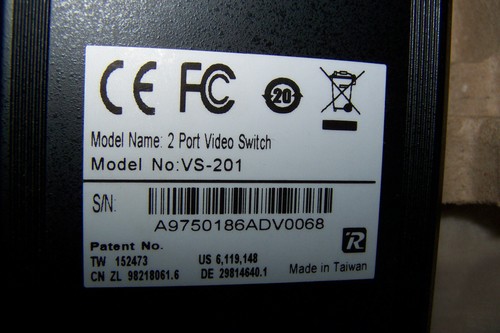 CE FC 20
Model Name: 2 Port Video Switch
Model No:VS-201
S/N:
A9750186ADV0068
Patent No.
TW 152473 US 6,119,148
CN ZL 98218061.6 DE 29814640.1
R
Made in Taiwan